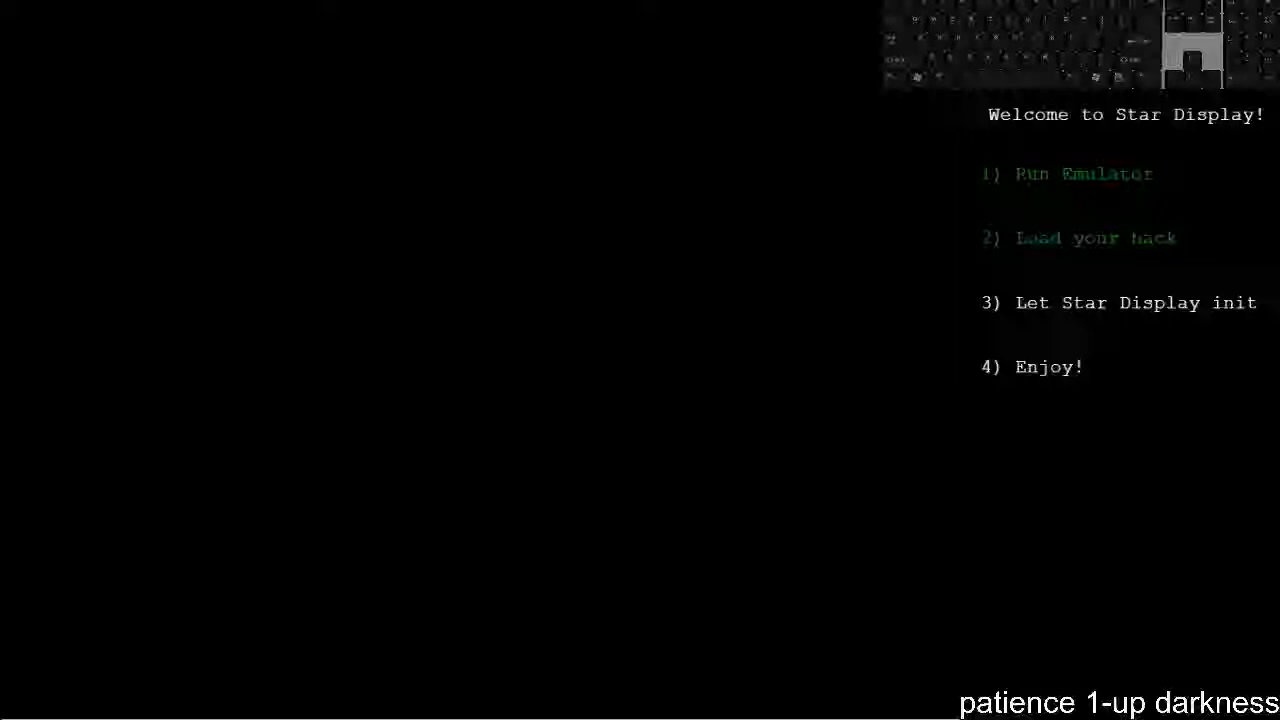 Welcome to Star Display!
1) Run Emulator
2) Load your hack
3) Let Star Display init
4) Enjoy!
patience 1-up darkness